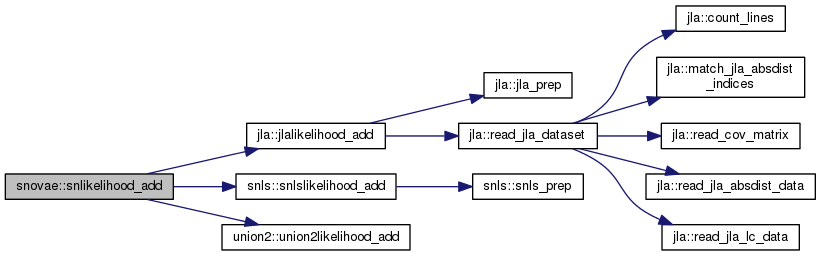 snovae::snlikelihood_add
jla::jlalikelihood_add
snls::snlslikelihood_add
union2::union2likelihood_add
jla::jla_prep
jla::read_jla_dataset
snls::snls_prep
jla::count_lines
jla::match_jla_absdist
_indices
jla::read_cov_matrix
jla::read_jla_absdist_data
jla::read_jla_lc_data